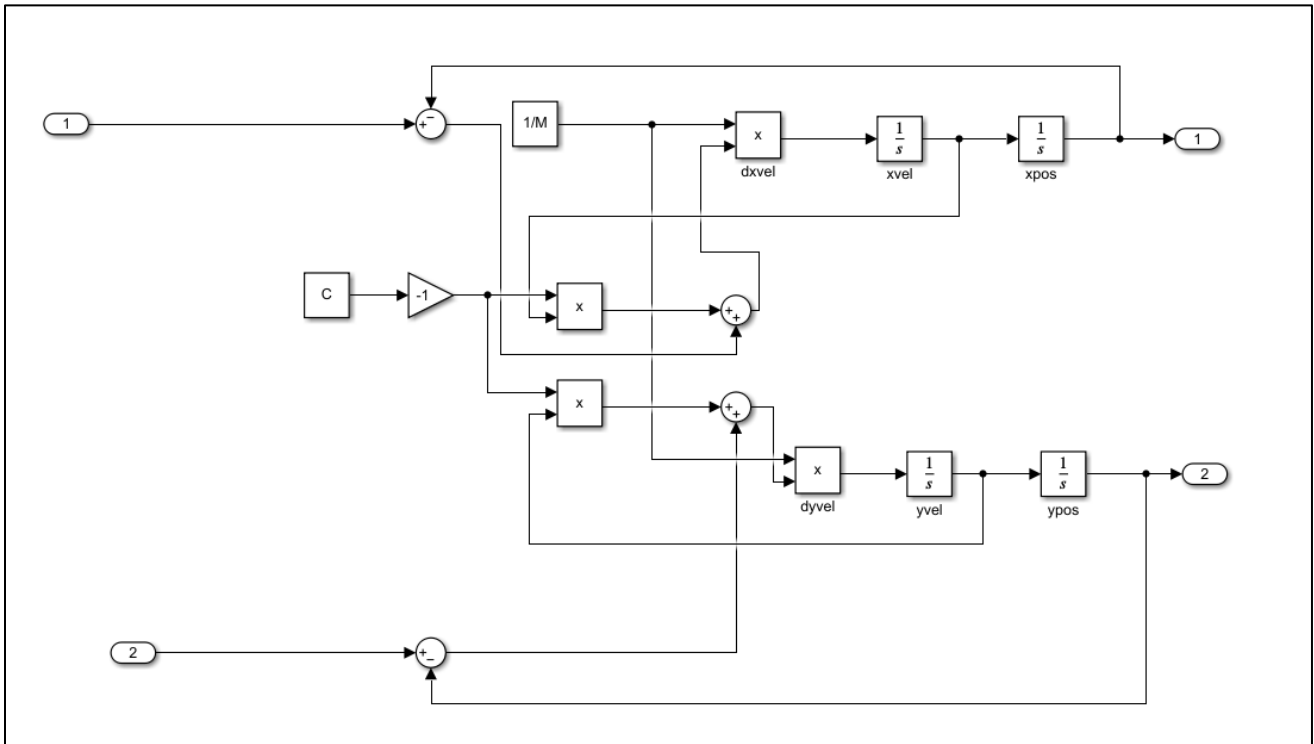 1
+ −
1/M
x
dxvel
1
s
xvel
1
s
xpos
1
C
-1
x
+ +
x
+ +
x
dyvel
1
s
yvel
1
s
ypos
2
2
+ −